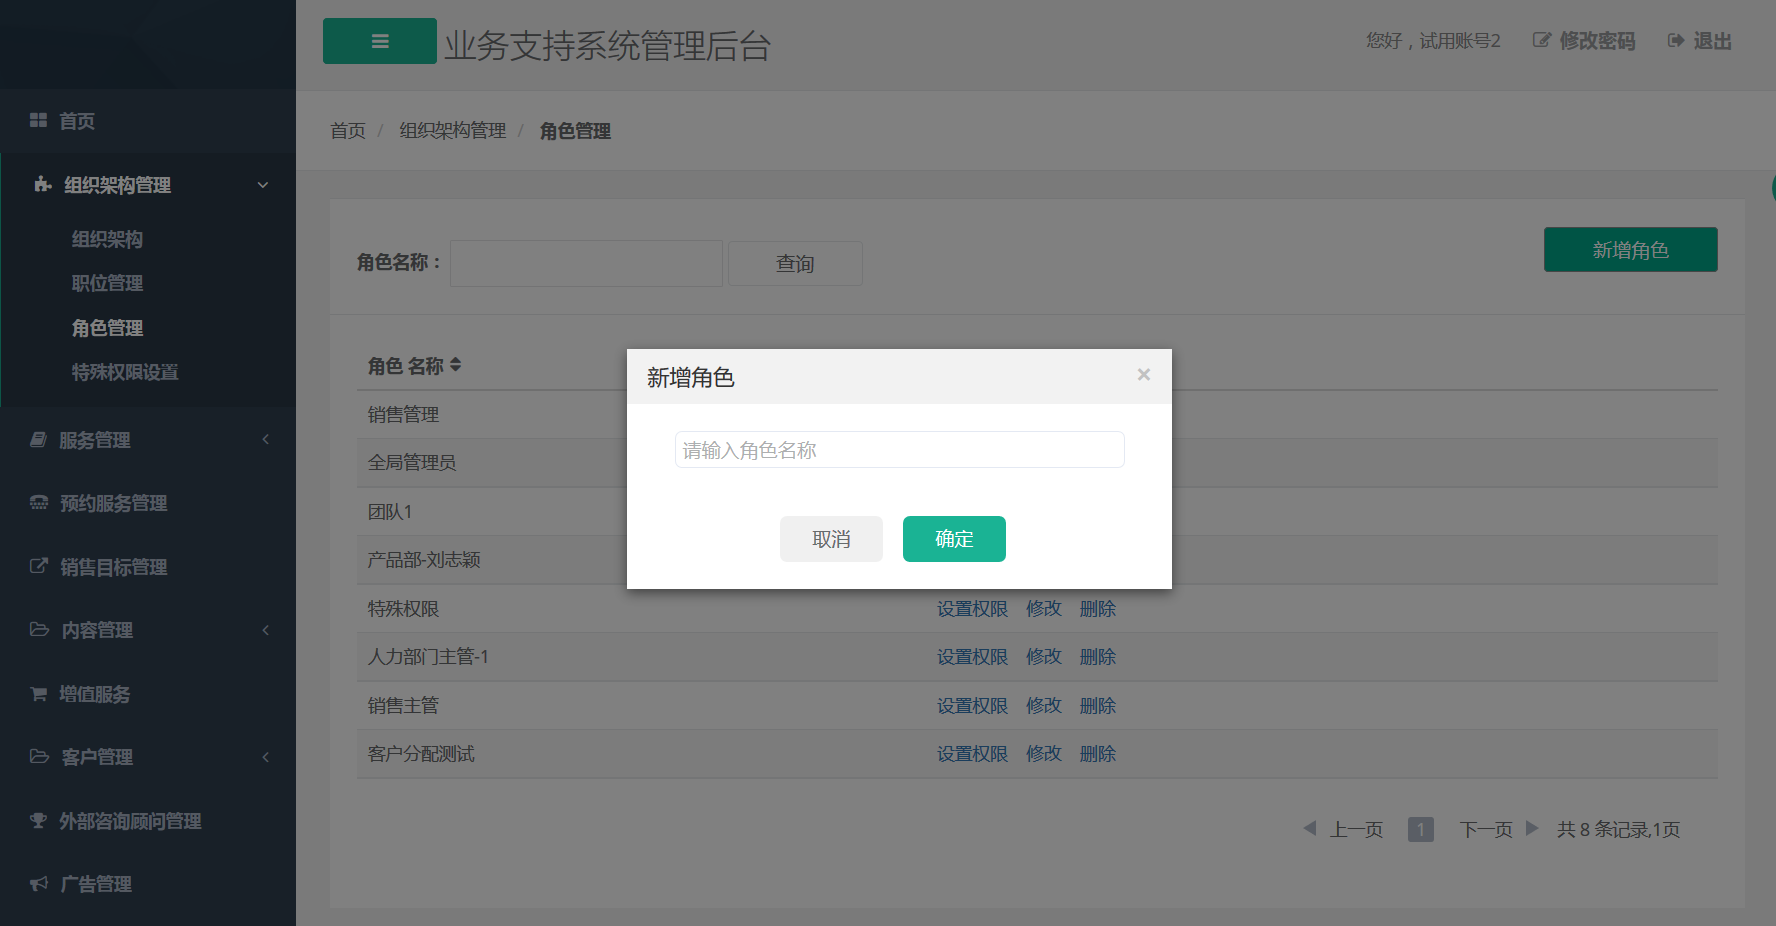 业务支持系统管理后台
您好，试用账号2 修改密码 退出
首页
组织架构管理
组织架构
职位管理
角色管理
特殊权限设置
服务管理
预约服务管理
销售目标管理
内容管理
增值服务
客户管理
外部咨询顾问管理
广告管理
首页 / 组织架构管理 / 角色管理
角色名称： 查询 新增角色
角色 名称
销售管理
全局管理员
团队1
产品部-刘志颖
特殊权限 设置权限 修改 删除
人力部门主管-1 设置权限 修改 删除
销售主管 设置权限 修改 删除
客户分配测试 设置权限 修改 删除
上一页 1 下一页 共 8 条记录,1页
新增角色 ×
请输入角色名称
取消 确定